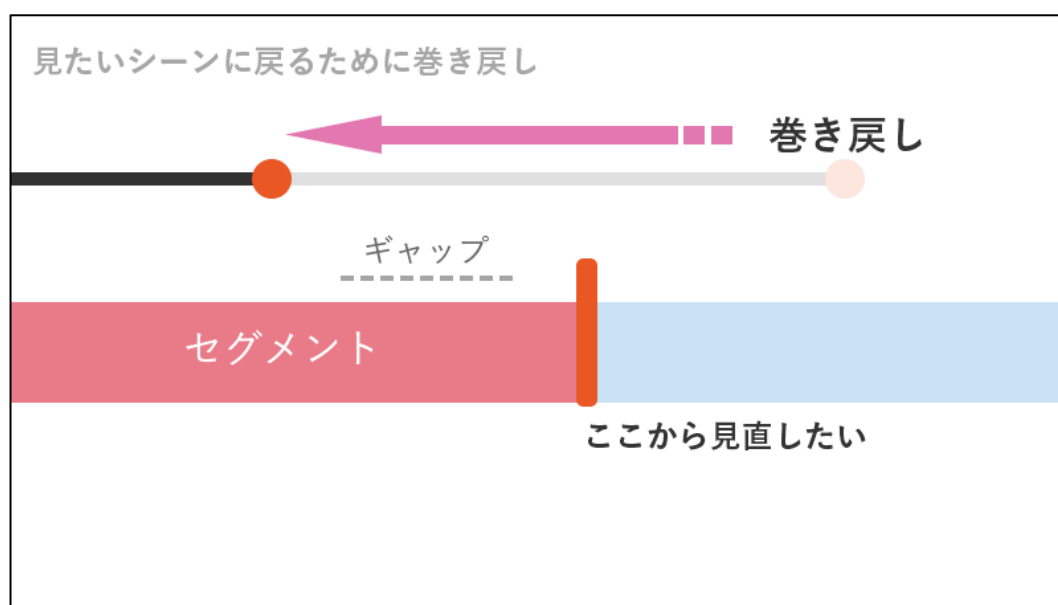 見たいシーンに戻るために巻き戻し
巻き戻し
ギャップ
セグメント
ここから見直したい